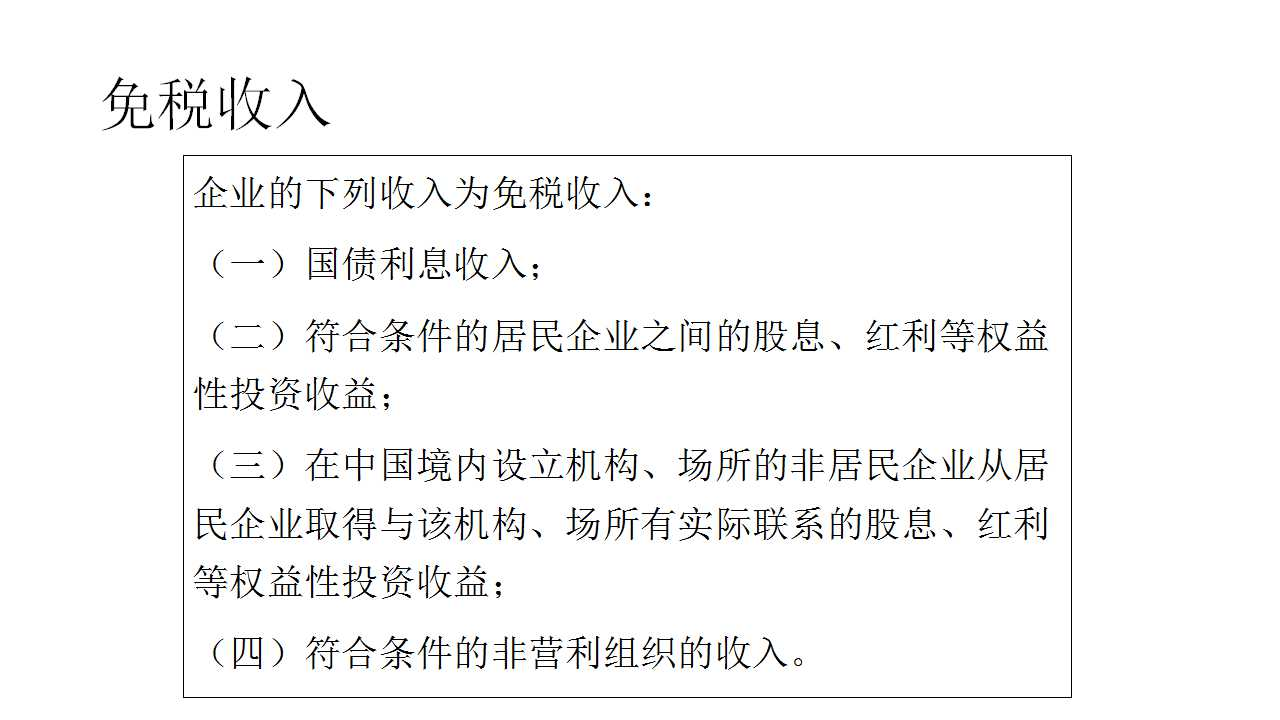 免税收入
企业的下列收入为免税收入：
（一）国债利息收入；
（二）符合条件的居民企业之间的股息、红利等权益
性投资收益；
（三）在中国境内设立机构、场所的非居民企业从居
民企业取得与该机构、场所有实际联系的股息、红利
等权益性投资收益；
（四）符合条件的非营利组织的收入。